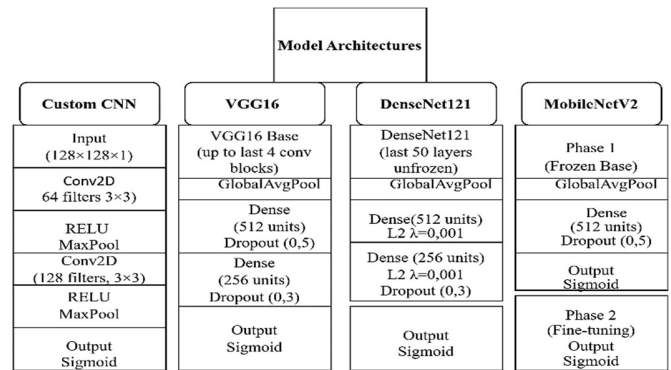 Model Architectures
Custom CNN
Input
(128×128×1)
Conv2D
64 filters 3×3)
RELU
MaxPool
Conv2D
(128 filters, 3×3)
RELU
MaxPool
Output
Sigmoid
VGG16
VGG16 Base
(up to last 4 conv
blocks)
GlobalAvgPool
Dense
(512 units)
Dropout (0,5)
Dense
(256 units)
Dropout (0,3)
Output
Sigmoid
DenseNet121
DenseNet121
(last 50 layers
unfrozen)
GlobalAvgPool
Dense(512 units)
L2 λ=0,001
Dense (256 units)
L2 λ=0,001
Dropout (0,3)
Output
Sigmoid
MobileNetV2
Phase 1
(Frozen Base)
GlobalAvgPool
Dense
(512 units)
Dropout (0,5)
Output
Sigmoid
Phase 2
(Fine-tuning)
Output
Sigmoid